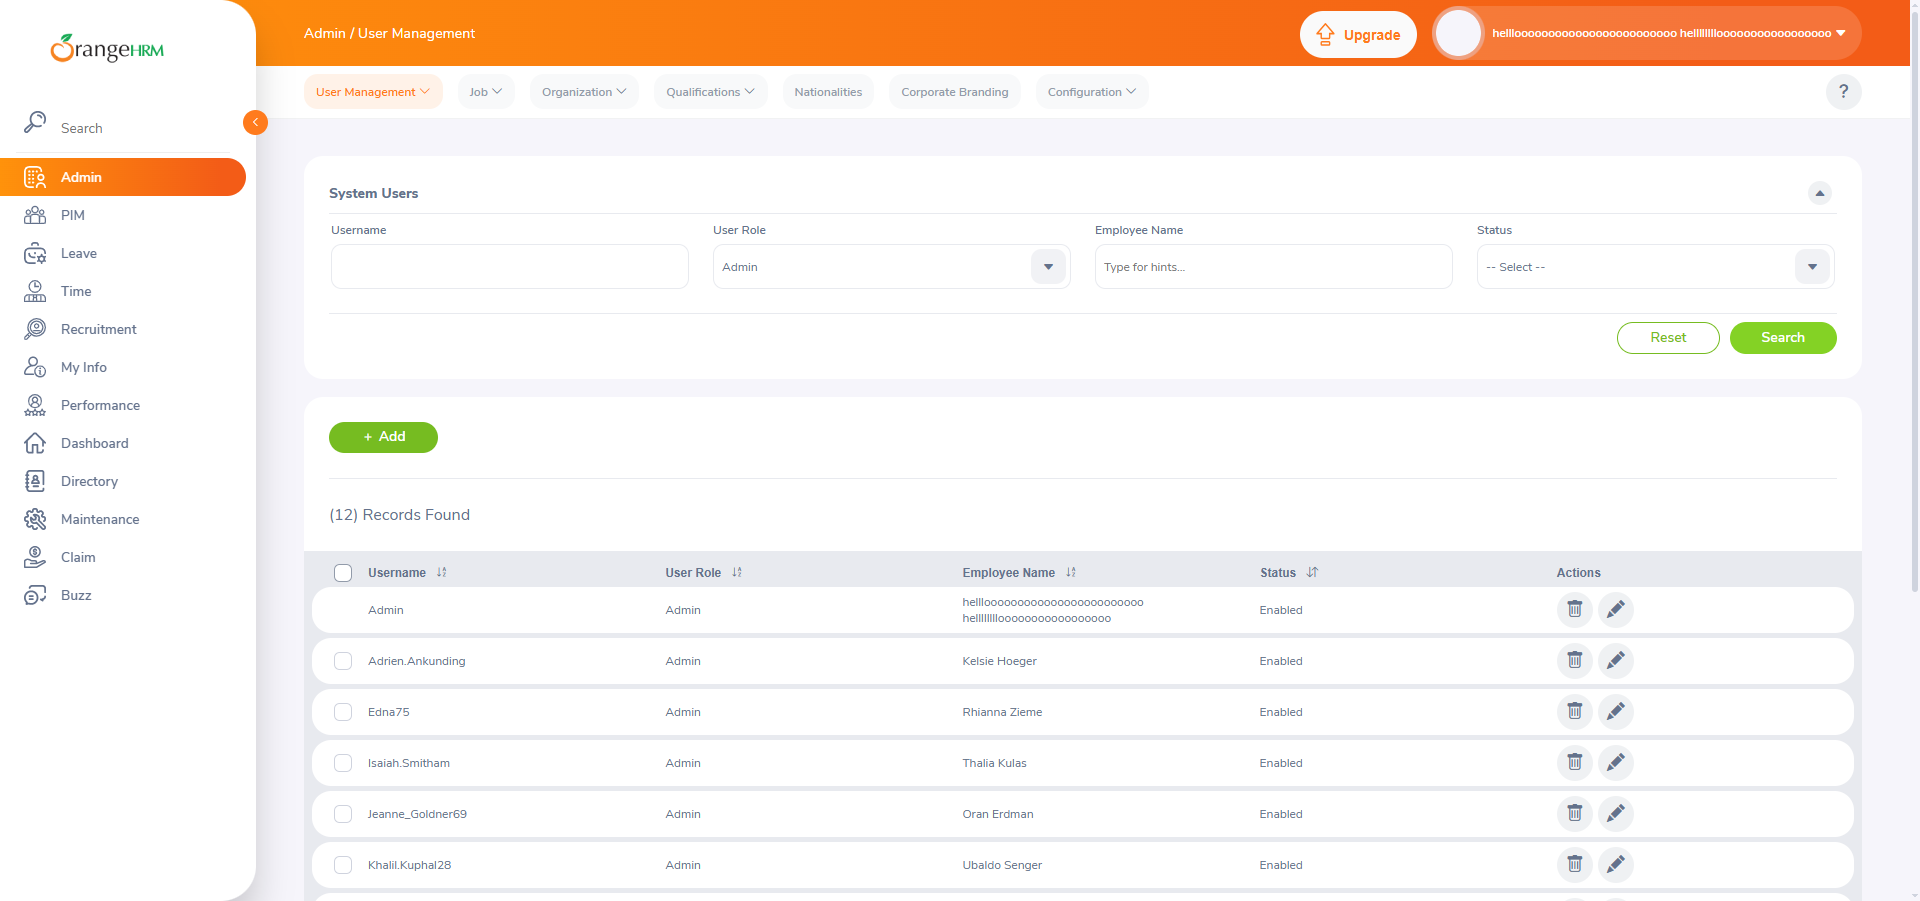 OrangeHRM
Admin / User Management
Upgrade
User Management
Job
Organization
Qualifications
Nationalities
Corporate Branding
Configuration
?
Search
Admin
PIM
Leave
Time
Recruitment
My Info
Performance
Dashboard
Directory
Maintenance
Claim
Buzz
System Users
Username
User Role
Employee Name
Status
Admin
Type for hints...
-- Select --
Reset
Search
+ Add
(12) Records Found
Username
User Role
Employee Name
Status
Actions
Admin
Admin
Enabled
Adrien.Ankunding
Admin
Kelsie Hoeger
Enabled
Edna75
Admin
Rhianna Zieme
Enabled
Isaiah.Smitham
Admin
Thalia Kulas
Enabled
Jeanne_Goldner69
Admin
Oran Erdman
Enabled
Khalil.Kuphal28
Admin
Ubaldo Senger
Enabled